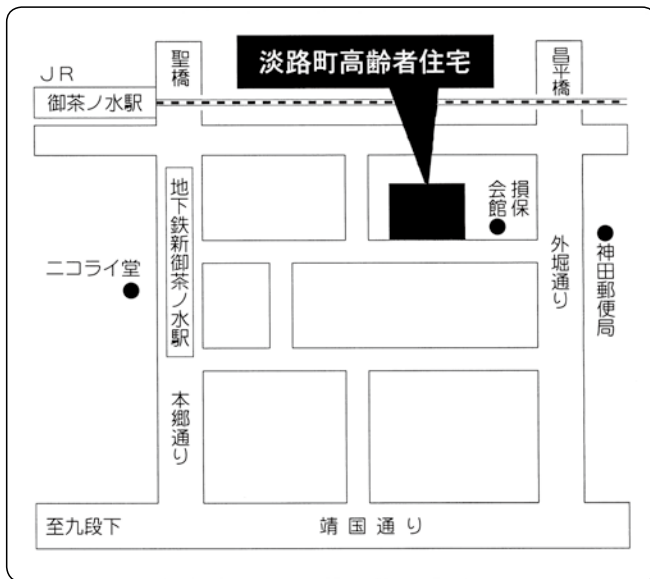 聖橋
淡路町高齢者住宅
昌平橋
JR
御茶ノ水駅
地下鉄新御茶ノ水駅
損保
会館
外堀通り
神田郵便局
ニコライ堂
本郷通り
至九段下
靖国通り